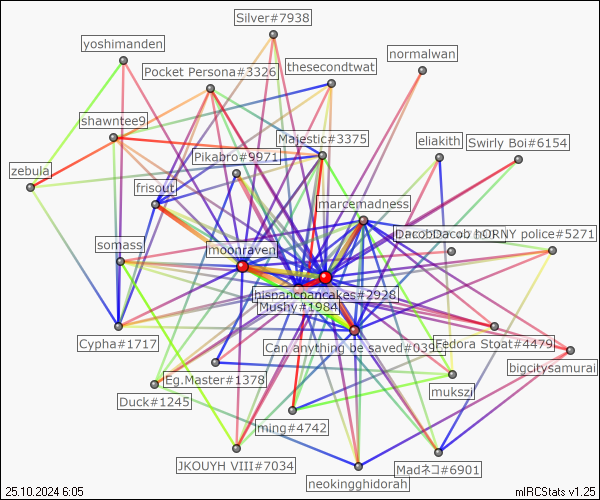 Silver#7938
yoshimanden
normalwan
Pocket Persona#3326
thesecondtwat
shawntee9
Majestic#3375
eliakith
Swirly Boi#6154
Pikabro#9971
zebula
frisout
marcemadness
DacobDacob hORNY police#5271
moonraven
somass
hispancpancakes#2928
Mushy#1984
Cypha#1717
Can anything be saved#039
Fedora Stoat#4479
bigcitysamurai
Eg.Master#1378
mukszi
Duck#1245
ming#4742
JKOUYH VIII#7034
Madネコ#6901
neokingghidorah
25.10.2024 6:05
mIRCStats v1.25